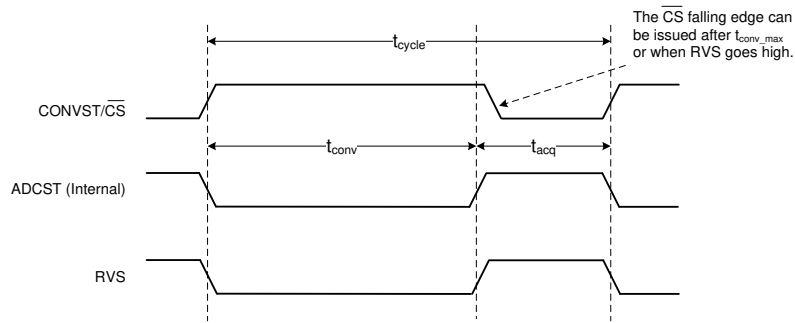 The CS falling edge can
be issued after tconv_max
or when RVS goes high.
tcycle
CONVST/CS
tconv
tacq
ADCST (Internal)
RVS